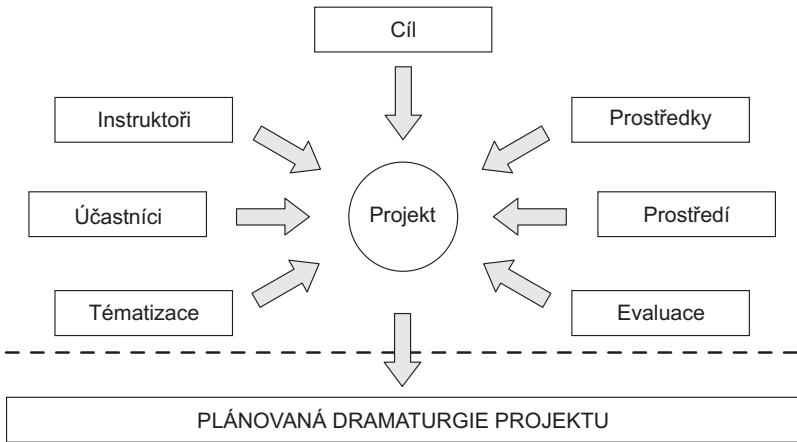 Cíl
Instruktoři
Prostředky
Účastníci
Projekt
Prostředí
Tématizace
Evaluace
PLÁNOVANÁ DRAMATURGIE PROJEKTU